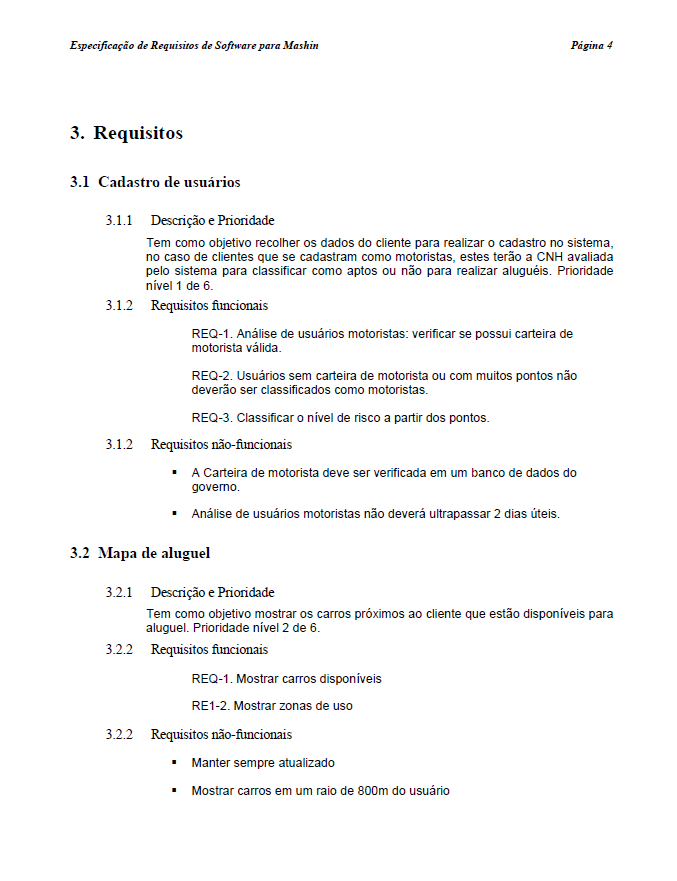 Especificação de Requisitos de Software para Mashin Página 4
3. Requisitos
3.1 Cadastro de usuários
3.1.1 Descrição e Prioridade
Tem como objetivo recolher os dados do cliente para realizar o cadastro no sistema,
no caso de clientes que se cadastram como motoristas, estes terão a CNH avaliada
pelo sistema para classificar como aptos ou não para realizar aluguéis. Prioridade
nível 1 de 6.
3.1.2 Requisitos funcionais
REQ-1. Análise de usuários motoristas: verificar se possui carteira de
motorista válida.
REQ-2. Usuários sem carteira de motorista ou com muitos pontos não
deverão ser classificados como motoristas.
REQ-3. Classificar o nível de risco a partir dos pontos.
3.1.2 Requisitos não-funcionais
▪ A Carteira de motorista deve ser verificada em um banco de dados do
governo.
▪ Análise de usuários motoristas não deverá ultrapassar 2 dias úteis.
3.2 Mapa de aluguel
3.2.1 Descrição e Prioridade
Tem como objetivo mostrar os carros próximos ao cliente que estão disponíveis para
aluguel. Prioridade nível 2 de 6.
3.2.2 Requisitos funcionais
REQ-1. Mostrar carros disponíveis
RE1-2. Mostrar zonas de uso
3.2.2 Requisitos não-funcionais
▪ Manter sempre atualizado
▪ Mostrar carros em um raio de 800m do usuário